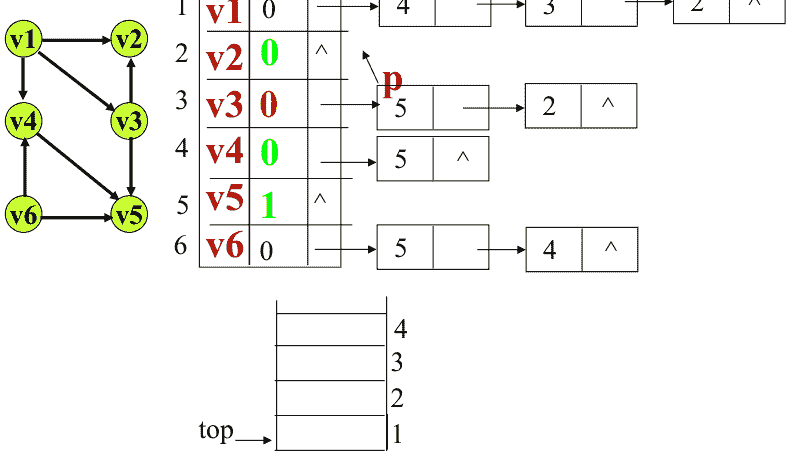 1 v1 0 4 3 2 ^
v1 v2
2 v2 0 ^
p
3 v3 0 5 2 ^
v4 v3
4 v4 0 5 ^
5 v5 1 ^
v6 v5
6 v6 0 5 4 ^
4
3
2
top 1